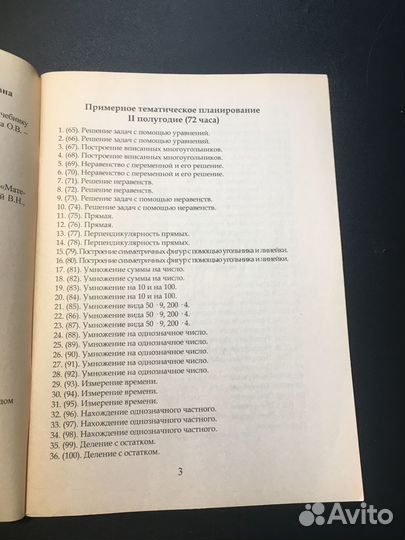 ана
чебнику
а О.В. –
«Мате-
й В.Н.,
дом
Примерное тематическое планирование
II полугодие (72 часа)
1. (65). Решение задач с помощью уравнений.
2. (66). Решение задач с помощью уравнений.
3. (67). Построение вписанных многоугольников.
4. (68). Построение вписанных многоугольников.
5. (69). Неравенство с переменной и его решение.
6. (70). Неравенство с переменной и его решение.
7. (71). Решение неравенств.
8. (72). Решение неравенств.
9. (73). Решение задач с помощью неравенств.
10. (74). Решение задач с помощью неравенств.
11. (75). Прямая.
12. (76). Прямая.
13. (77). Перпендикулярность прямых.
14. (78). Перпендикулярность прямых.
15. (79). Построение симметричных фигур с помощью угольника и линейки.
16. (80). Построение симметричных фигур с помощью угольника и линейки.
17. (81). Умножение суммы на число.
18. (82). Умножение суммы на число.
19. (83). Умножение на 10 и на 100.
20. (84). Умножение на 10 и на 100.
21. (85). Умножение вида 50 · 9, 200 · 4.
22. (86). Умножение вида 50 · 9, 200 · 4.
23. (87). Умножение вида 50 · 9, 200 · 4.
24. (88). Умножение на однозначное число.
25. (89). Умножение на однозначное число.
26. (90). Умножение на однозначное число.
27. (91). Умножение на однозначное число.
28. (92). Умножение на однозначное число.
29. (93). Измерение времени.
30. (94). Измерение времени.
31. (95). Измерение времени.
32. (96). Нахождение однозначного частного.
33. (97). Нахождение однозначного частного.
34. (98). Нахождение однозначного частного.
35. (99). Деление с остатком.
36. (100). Деление с остатком.
3
Avito